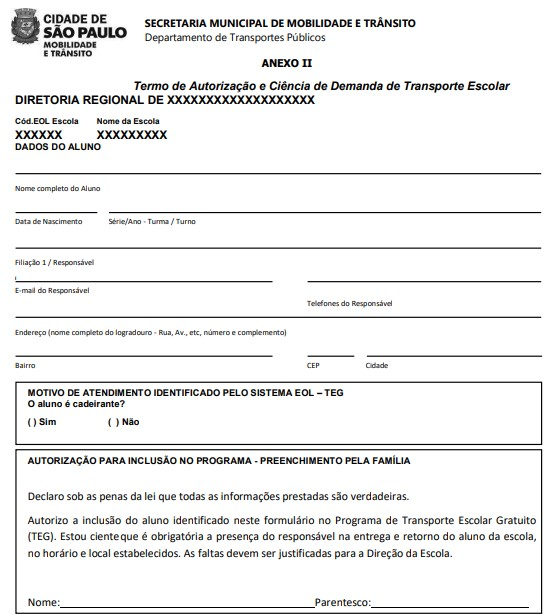 CIDADE DE
SÃO PAULO
MOBILIDADE
E TRÂNSITO
SECRETARIA MUNICIPAL DE MOBILIDADE E TRÂNSITO
Departamento de Transportes Públicos
ANEXO II
Termo de Autorização e Ciência de Demanda de Transporte Escolar
DIRETORIA REGIONAL DE XXXXXXXXXXXXXXXXXXX
Cód.EOL Escola Nome da Escola
XXXXXX XXXXXXXXX
DADOS DO ALUNO
Nome completo do Aluno
Data de Nascimento Série/Ano - Turma / Turno
Filiação 1 / Responsável
E-mail do Responsável
Telefones do Responsável
Endereço (nome completo do logradouro - Rua, Av., etc, número e complemento)
Bairro CEP Cidade
MOTIVO DE ATENDIMENTO IDENTIFICADO PELO SISTEMA EOL – TEG
O aluno é cadeirante?
( ) Sim ( ) Não
AUTORIZAÇÃO PARA INCLUSÃO NO PROGRAMA - PREENCHIMENTO PELA FAMÍLIA
Declaro sob as penas da lei que todas as informações prestadas são verdadeiras.
Autorizo a inclusão do aluno identificado neste formulário no Programa de Transporte Escolar Gratuito
(TEG). Estou cienteque é obrigatória a presença do responsável na entrega e retorno do aluno da escola,
no horário e local estabelecidos. As faltas devem ser justificadas para a Direção da Escola.
Nome: Parentesco: